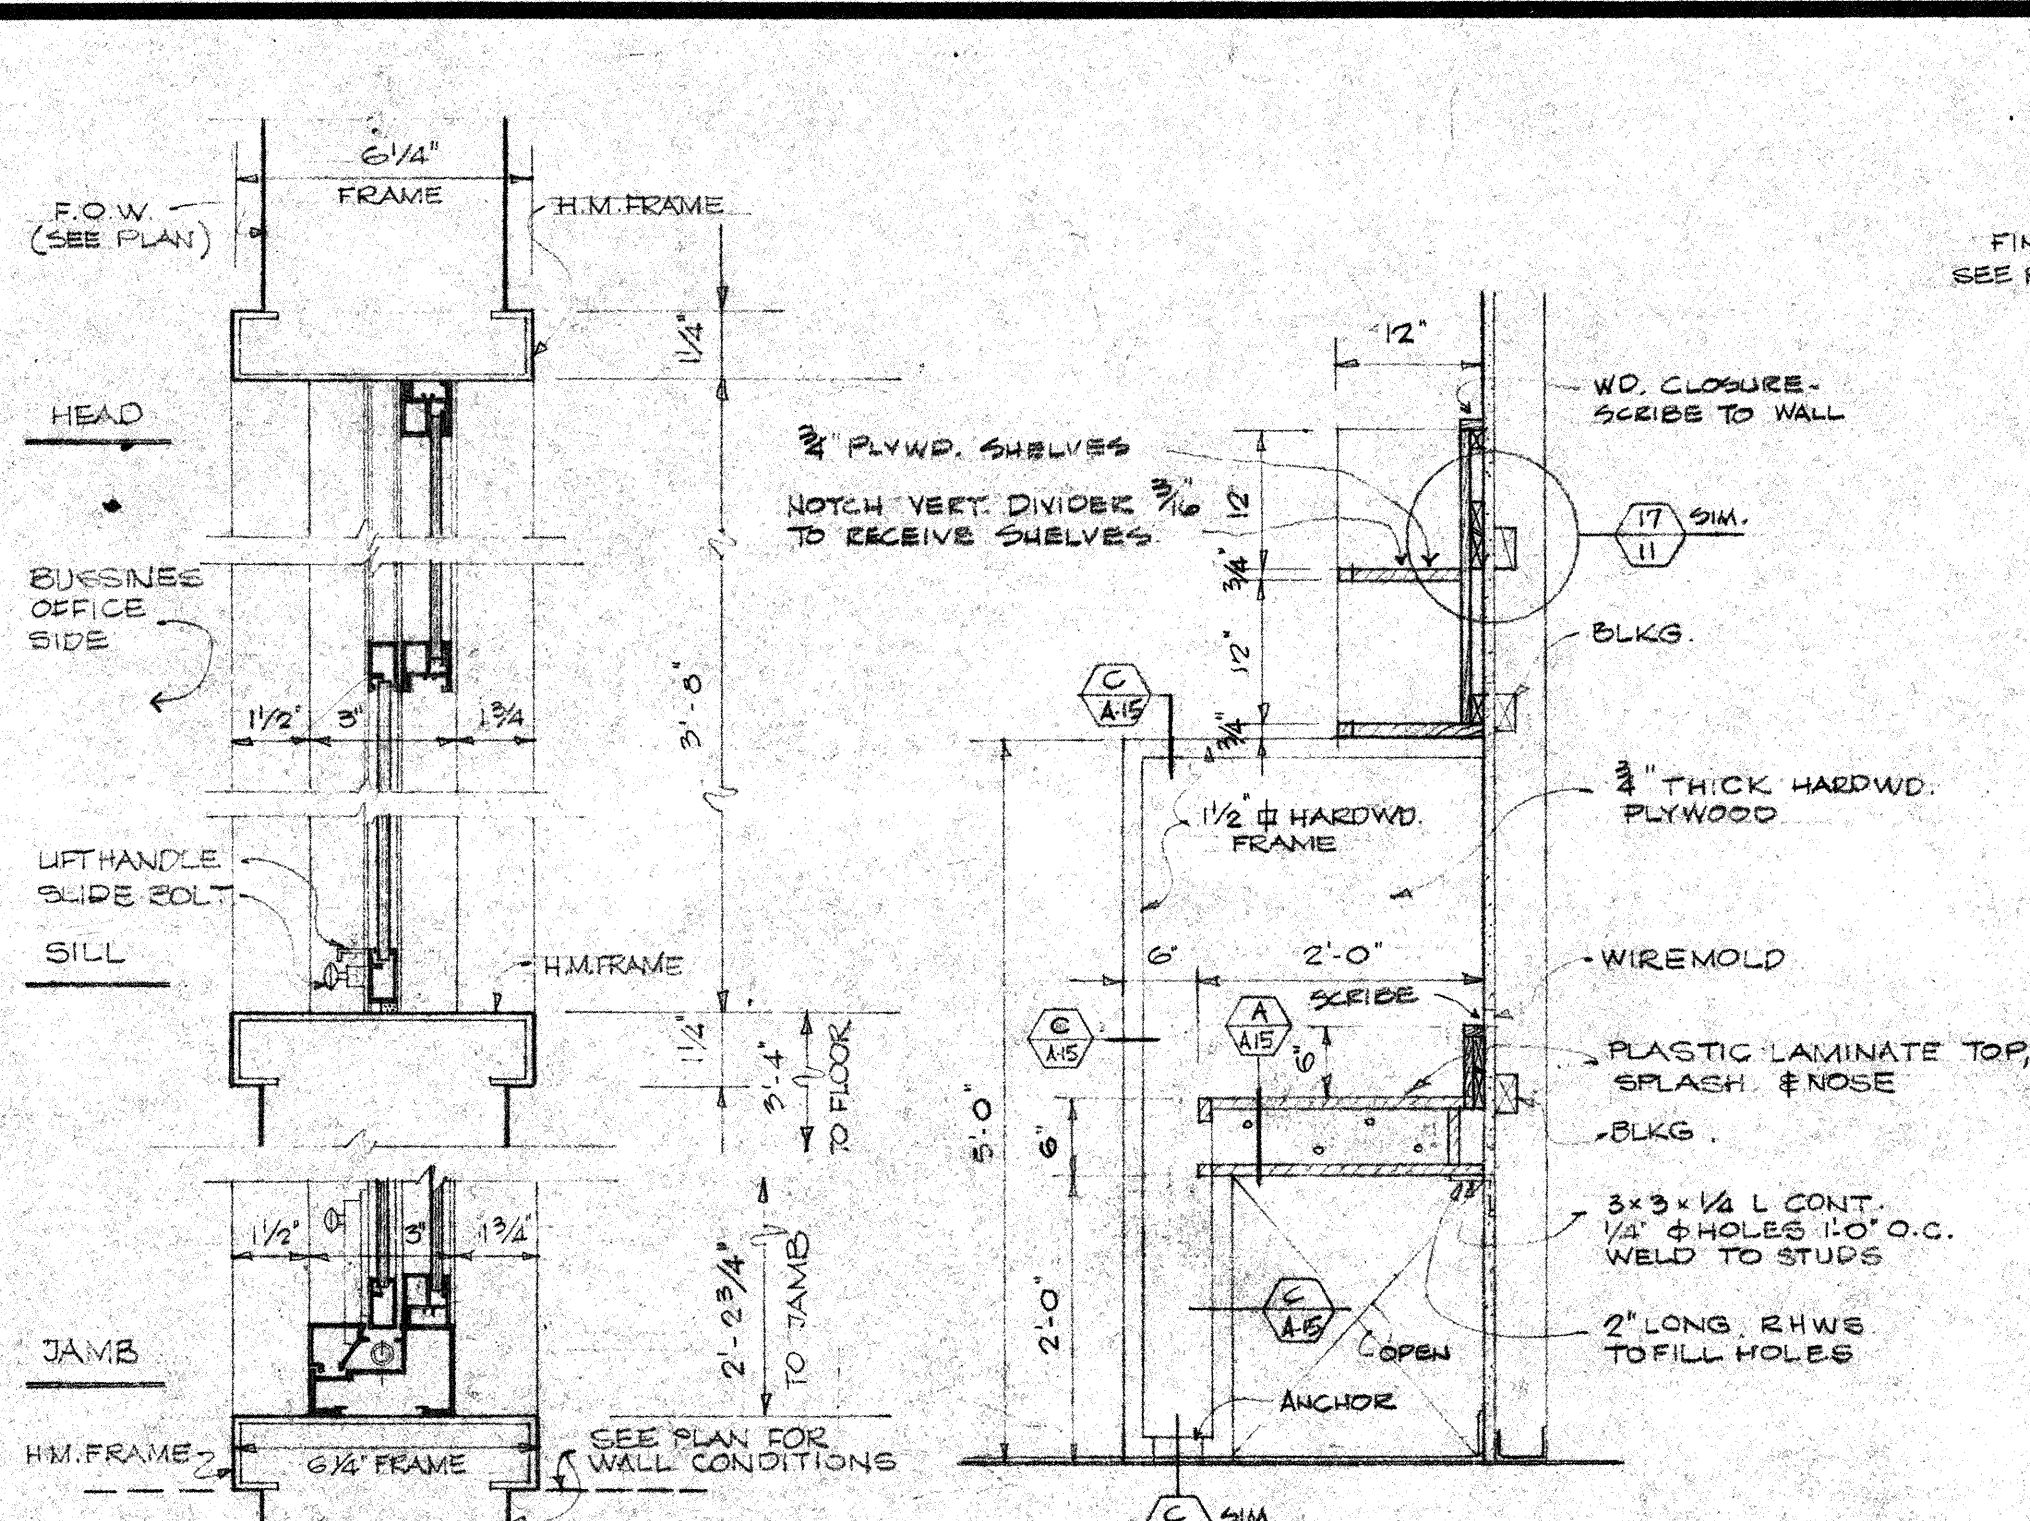 6 1/4"
FRAME
F.O.W.
(SEE PLAN)
H.M. FRAME
1 1/4"
HEAD
BUSSINES
OFFICE
SIDE
1 1/2"
3"
1 3/4
3'-8"
LIFT HANDLE
SLIDE BOLT
SILL
H.M. FRAME
1 1/4"
3'-4"
TO FLOOR
1 1/2"
3"
1 3/4"
2'-2 3/4"
TO JAMB
JAMB
H.M. FRAME
6 1/4" FRAME
SEE PLAN FOR
WALL CONDITIONS
SEE
12"
WD. CLOSURE-
SCRIBE TO WALL
3/4" PLYWD. SHELVES
NOTCH VERT. DIVIDER 3/16"
TO RECEIVE SHELVES
12
3/4"
12"
3/4"
17
11
SIM.
BLKG.
C
A-15
3/4" THICK HARDWD.
PLYWOOD
1 1/2" ⌷ HARDWD.
FRAME
6"
2'-0"
SCRIBE
WIREMOLD
A
A15
C
A-15
6"
PLASTIC LAMINATE TOP,
SPLASH & NOSE
5'-0"
6"
BLKG.
3 x 3 x 1/4 L CONT.
1/4" φ HOLES 1'-0" O.C.
WELD TO STUDS
2'-0"
C
A-15
OPEN
2" LONG. RHWS
TO FILL HOLES
ANCHOR
C
SIM